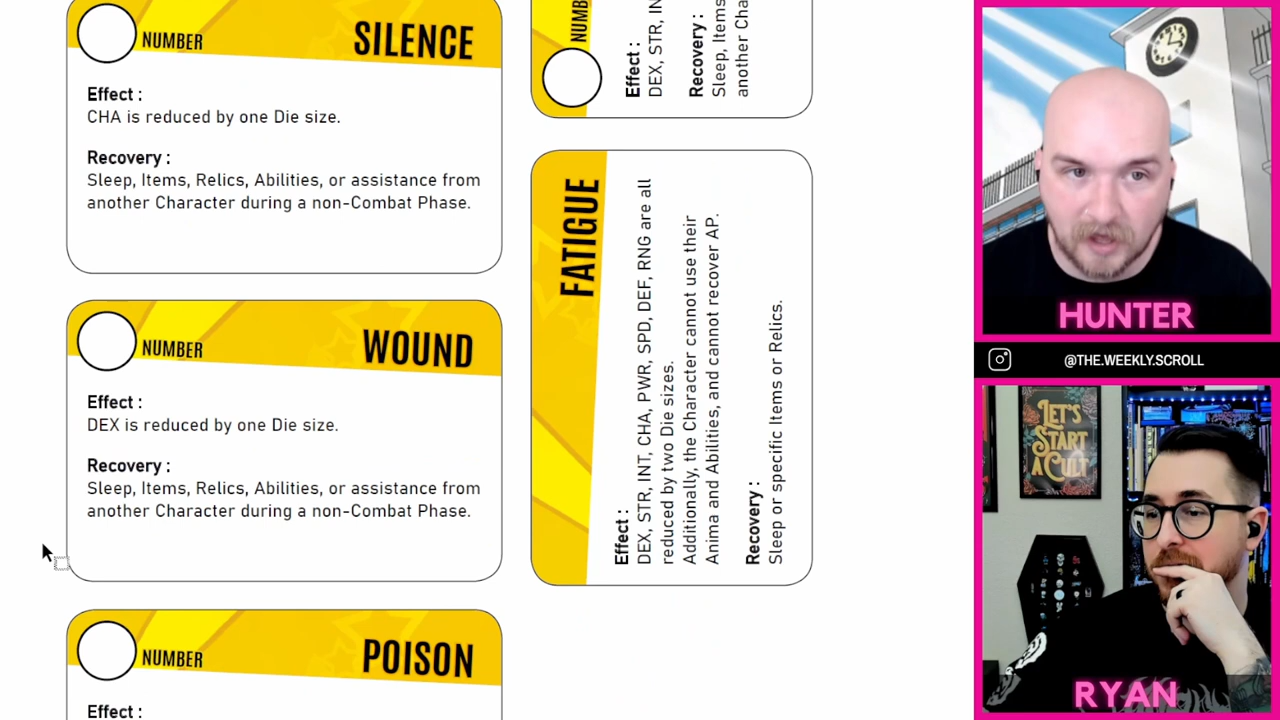 NUMBER
SILENCE
Effect :
CHA is reduced by one Die size.
Recovery :
Sleep, Items, Relics, Abilities, or assistance from
another Character during a non-Combat Phase.
NUMBER
WOUND
Effect :
DEX is reduced by one Die size.
Recovery :
Sleep, Items, Relics, Abilities, or assistance from
another Character during a non-Combat Phase.
NUMBER
POISON
Effect :
Effect :
DEX, STR,
Recovery :
Sleep, Items
another
FATIGUE
Effect :
DEX, STR, INT, CHA, PWR, SPD, DEF, RNG are all
reduced by two Die sizes.
Additionally, the Character cannot use their
Anima and Abilities, and cannot recover AP.
Recovery :
Sleep or specific Items or Relics.
HUNTER
@THE.WEEKLY.SCROLL
LET'S
START
A CULT
RYAN